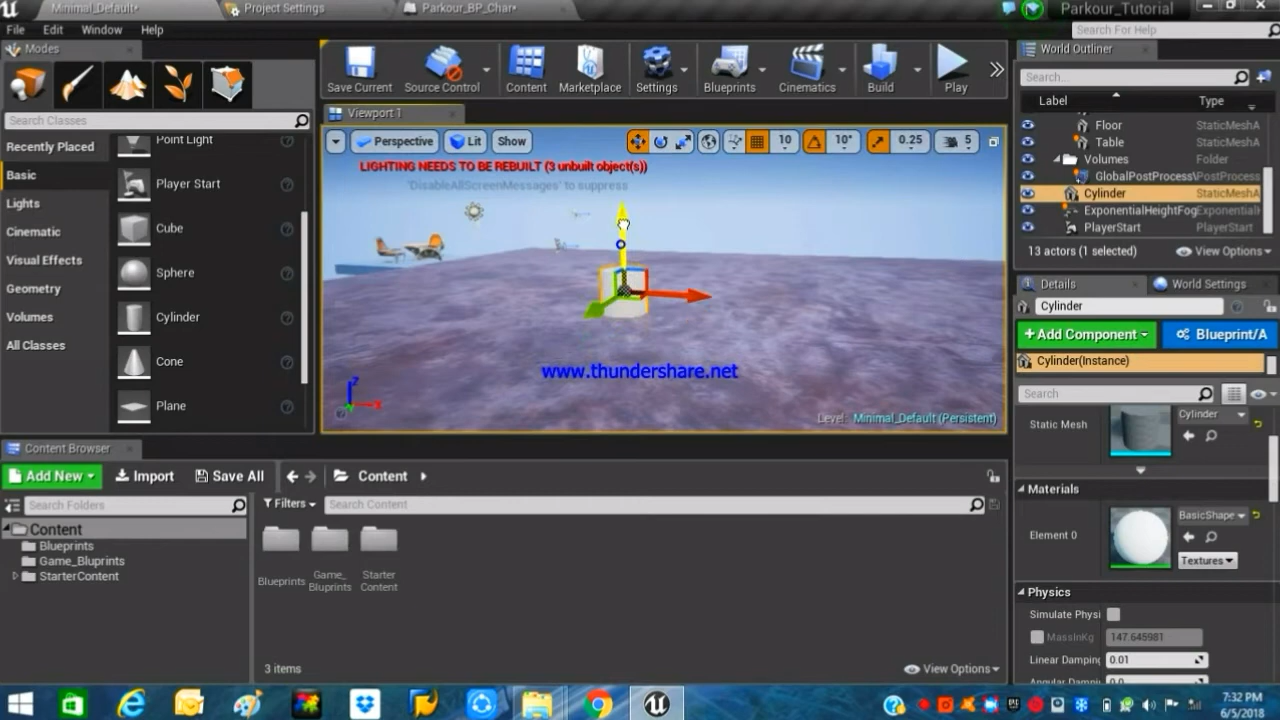 Minimal_Default*
Project Settings
Parkour_BP_Char*
Parkour_Tutorial
File Edit Window Help
Search For Help
Modes
Search Classes
Recently Placed
Basic
Lights
Cinematic
Visual Effects
Geometry
Volumes
All Classes
Point Light
Player Start
Cube
Sphere
Cylinder
Cone
Plane
Save Current
Source Control
Content
Marketplace
Settings
Blueprints
Cinematics
Build
Play
Viewport 1
Perspective
Lit
Show
10
10°
0.25
5
LIGHTING NEEDS TO BE REBUILT (3 unbuilt object(s))
'DisableAllScreenMessages' to suppress
www.thundershare.net
Z
X
Level: Minimal_Default (Persistent)
World Outliner
Search...
Label Type
Floor StaticMeshA
Table StaticMeshA
Volumes Folder
GlobalPostProcessV PostProcess
Cylinder StaticMeshA
ExponentialHeightFog Exponential
PlayerStart PlayerStart
13 actors (1 selected)
View Options
Details
World Settings
Cylinder
+ Add Component
Blueprint/A
Cylinder(Instance)
Search
Static Mesh
Cylinder
Materials
Element 0
BasicShape
Textures
Physics
Simulate Physi
MassInKg 147.645981
Linear Damping 0.01
Angular Damping 0.0
Content Browser
Add New
Import
Save All
Content
Search Folders
Filters
Search Content
Content
Blueprints
Game_Bluprints
StarterContent
Blueprints
Game_
Bluprints
Starter
Content
3 items
View Options
7:32 PM
6/5/2018